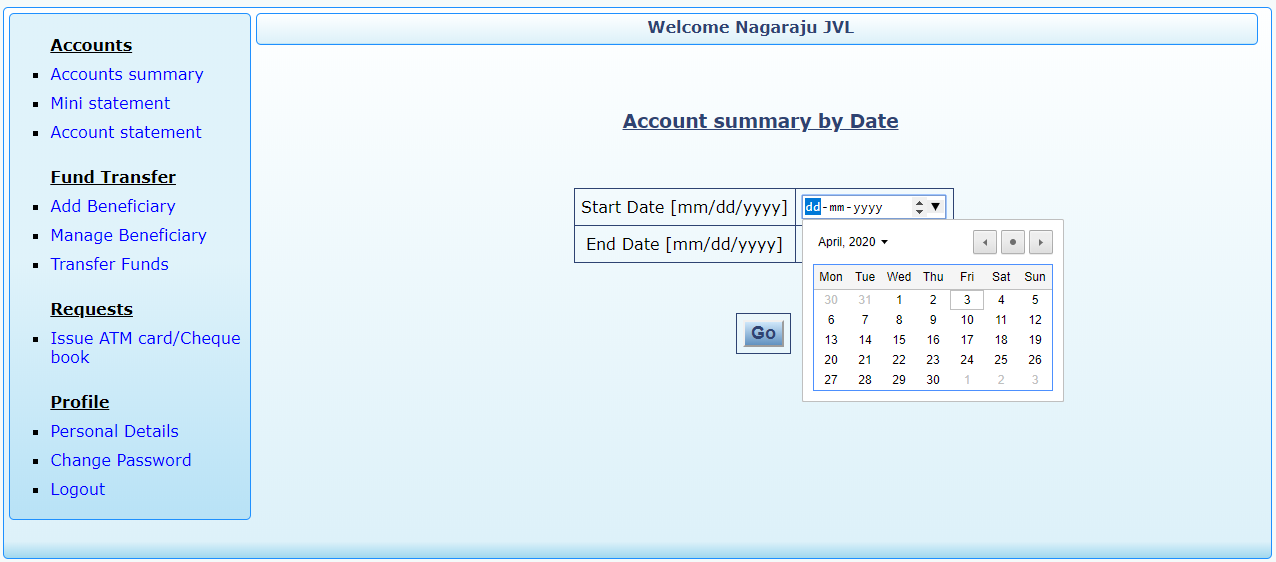 Accounts
Accounts summary
Mini statement
Account statement
Fund Transfer
Add Beneficiary
Manage Beneficiary
Transfer Funds
Requests
Issue ATM card/Cheque
book
Profile
Personal Details
Change Password
Logout
Welcome Nagaraju JVL
Account summary by Date
Start Date [mm/dd/yyyy] dd-mm-yyyy
End Date [mm/dd/yyyy]
Go
April, 2020
Mon Tue Wed Thu Fri Sat Sun
30 31 1 2 3 4 5
6 7 8 9 10 11 12
13 14 15 16 17 18 19
20 21 22 23 24 25 26
27 28 29 30 1 2 3